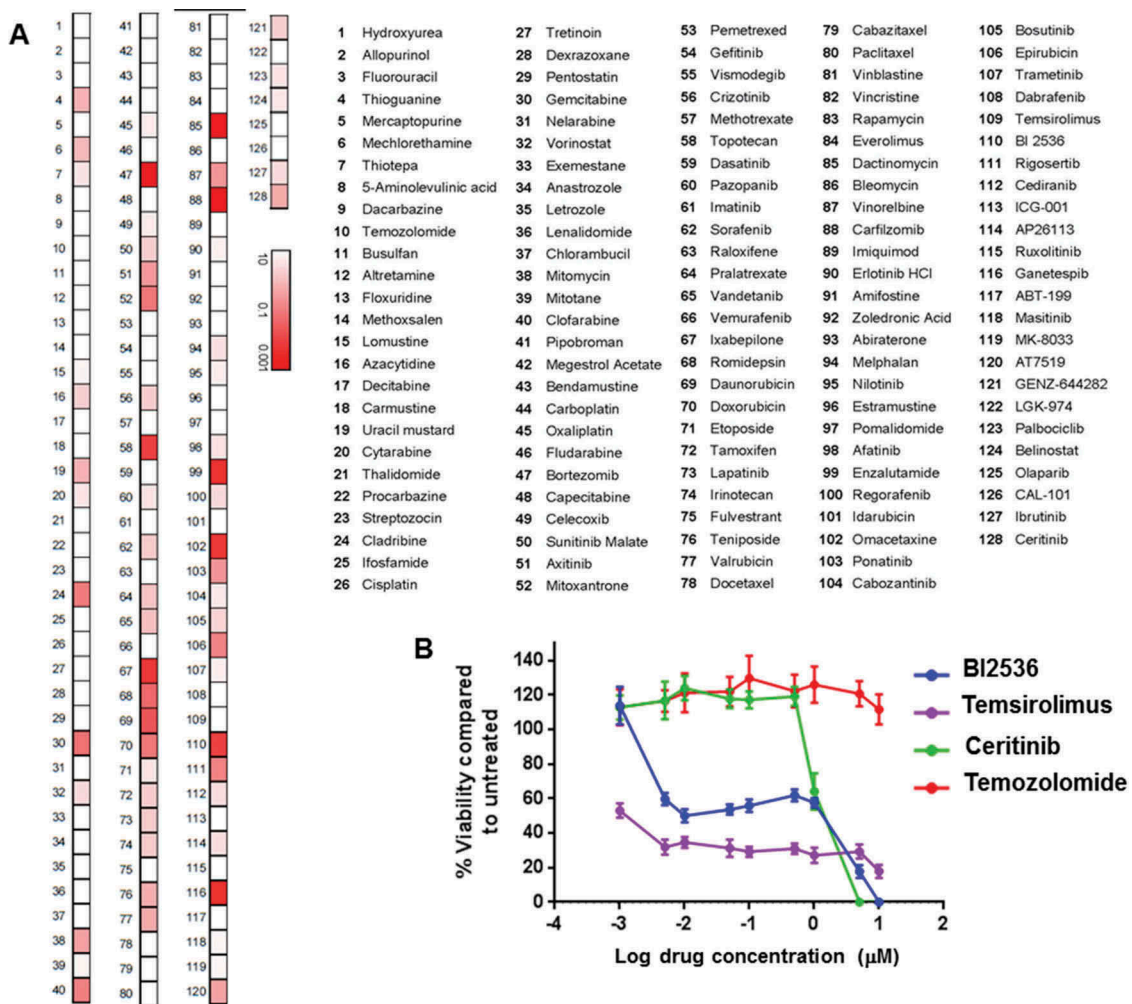 A
1 41 81 121
2 42 82 122
3 43 83 123
4 44 84 124
5 45 85 125
6 46 86 126
7 47 87 127
8 48 88 128
9 49 89
10 50 90
11 51 91
12 52 92
13 53 93
14 54 94
15 55 95
16 56 96
17 57 97
18 58 98
19 59 99
20 60 100
21 61 101
22 62 102
23 63 103
24 64 104
25 65 105
26 66 106
27 67 107
28 68 108
29 69 109
30 70 110
31 71 111
32 72 112
33 73 113
34 74 114
35 75 115
36 76 116
37 77 117
38 78 118
39 79 119
40 80 120
10
0.1
0.001
1 Hydroxyurea
2 Allopurinol
3 Fluorouracil
4 Thioguanine
5 Mercaptopurine
6 Mechlorethamine
7 Thiotepa
8 5-Aminolevulinic acid
9 Dacarbazine
10 Temozolomide
11 Busulfan
12 Altretamine
13 Floxuridine
14 Methoxsalen
15 Lomustine
16 Azacytidine
17 Decitabine
18 Carmustine
19 Uracil mustard
20 Cytarabine
21 Thalidomide
22 Procarbazine
23 Streptozocin
24 Cladribine
25 Ifosfamide
26 Cisplatin
27 Tretinoin
28 Dexrazoxane
29 Pentostatin
30 Gemcitabine
31 Nelarabine
32 Vorinostat
33 Exemestane
34 Anastrozole
35 Letrozole
36 Lenalidomide
37 Chlorambucil
38 Mitomycin
39 Mitotane
40 Clofarabine
41 Pipobroman
42 Megestrol Acetate
43 Bendamustine
44 Carboplatin
45 Oxaliplatin
46 Fludarabine
47 Bortezomib
48 Capecitabine
49 Celecoxib
50 Sunitinib Malate
51 Axitinib
52 Mitoxantrone
53 Pemetrexed
54 Gefitinib
55 Vismodegib
56 Crizotinib
57 Methotrexate
58 Topotecan
59 Dasatinib
60 Pazopanib
61 Imatinib
62 Sorafenib
63 Raloxifene
64 Pralatrexate
65 Vandetanib
66 Vemurafenib
67 Ixabepilone
68 Romidepsin
69 Daunorubicin
70 Doxorubicin
71 Etoposide
72 Tamoxifen
73 Lapatinib
74 Irinotecan
75 Fulvestrant
76 Teniposide
77 Valrubicin
78 Docetaxel
79 Cabazitaxel
80 Paclitaxel
81 Vinblastine
82 Vincristine
83 Rapamycin
84 Everolimus
85 Dactinomycin
86 Bleomycin
87 Vinorelbine
88 Carfilzomib
89 Imiquimod
90 Erlotinib HCl
91 Amifostine
92 Zoledronic Acid
93 Abiraterone
94 Melphalan
95 Nilotinib
96 Estramustine
97 Pomalidomide
98 Afatinib
99 Enzalutamide
100 Regorafenib
101 Idarubicin
102 Omacetaxine
103 Ponatinib
104 Cabozantinib
105 Bosutinib
106 Epirubicin
107 Trametinib
108 Dabrafenib
109 Temsirolimus
110 BI 2536
111 Rigosertib
112 Cediranib
113 ICG-001
114 AP26113
115 Ruxolitinib
116 Ganetespib
117 ABT-199
118 Masitinib
119 MK-8033
120 AT7519
121 GENZ-644282
122 LGK-974
123 Palbociclib
124 Belinostat
125 Olaparib
126 CAL-101
127 Ibrutinib
128 Ceritinib
B
% Viability compared
to untreated
140
120
100
80
60
40
20
0
-4 -3 -2 -1 0 1 2
Log drug concentration (μM)
BI2536
Temsirolimus
Ceritinib
Temozolomide